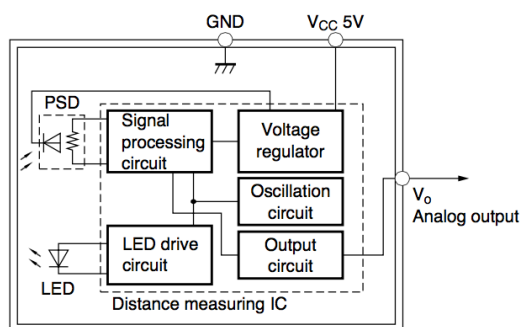 GND
VCC 5V
PSD
Signal
processing
circuit
Voltage
regulator
Oscillation
circuit
Vo
Analog output
LED drive
circuit
Output
circuit
LED
Distance measuring IC